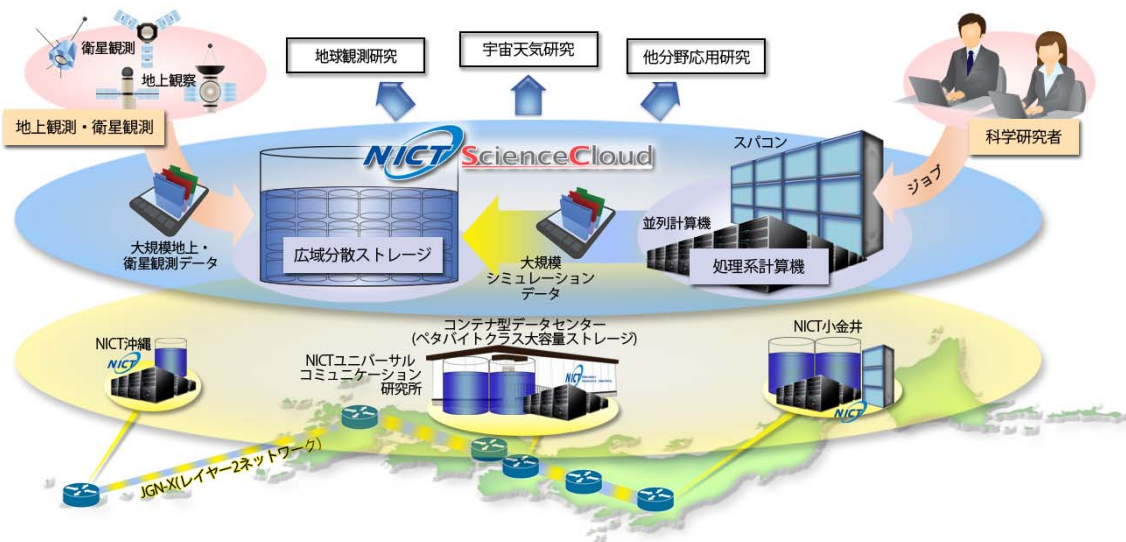 衛星観測
地上観察
地上観測・衛星観測
地球観測研究
宇宙天気研究
他分野応用研究
科学研究者
NICT ScienceCloud
スパコン
ジョブ
並列計算機
処理系計算機
大規模地上・
衛星観測データ
広域分散ストレージ
大規模
シミュレーション
データ
コンテナ型データセンター
(ペタバイトクラス大容量ストレージ)
NICT沖縄
NICT
NICTユニバーサル
コミュニケーション
研究所
NICT
NICT小金井
NICT
JGN-X(レイヤー2ネットワーク)